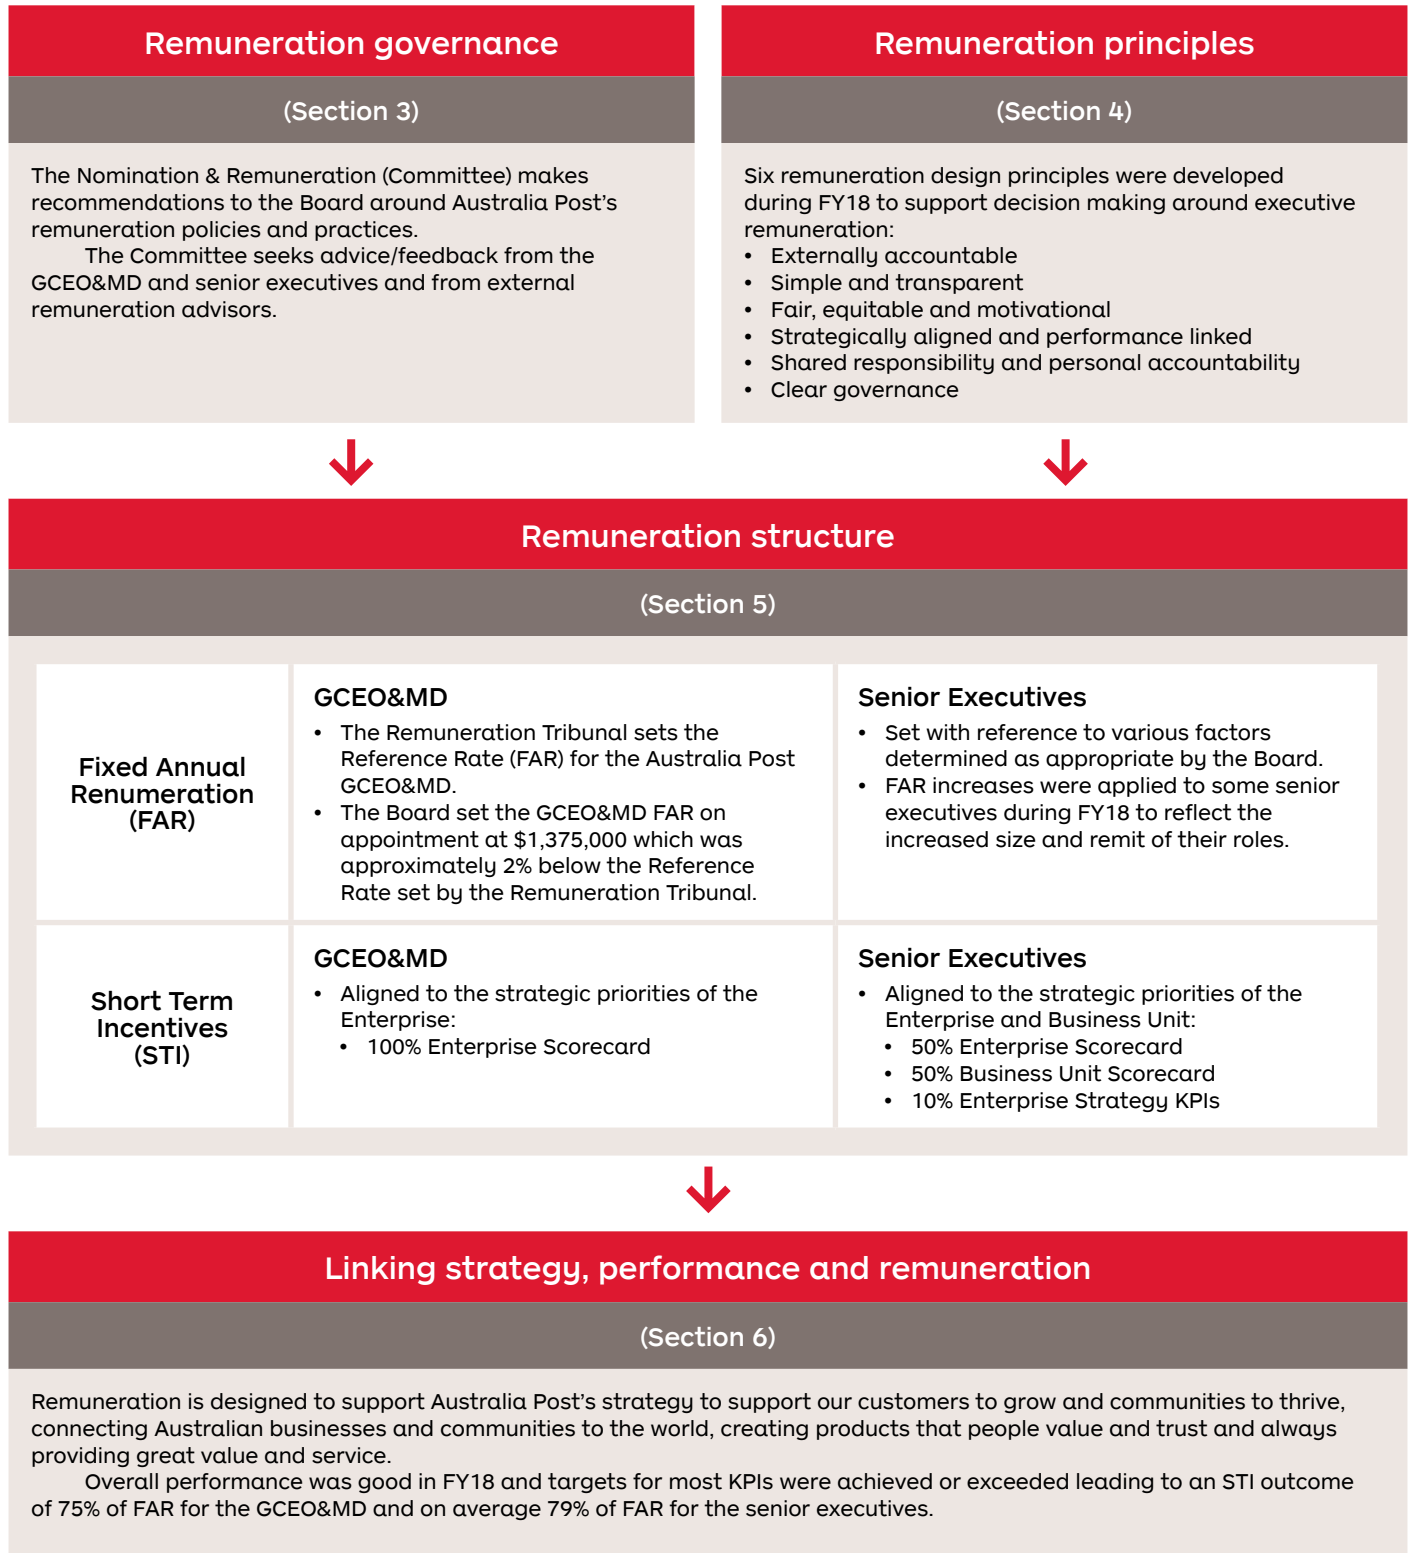 Remuneration governance
(Section 3)
The Nomination & Remuneration (Committee) makes
recommendations to the Board around Australia Post's
remuneration policies and practices.
The Committee seeks advice/feedback from the
GCEO&MD and senior executives and from external
remuneration advisors.
Remuneration principles
(Section 4)
Six remuneration design principles were developed
during FY18 to support decision making around executive
remuneration:
• Externally accountable
• Simple and transparent
• Fair, equitable and motivational
• Strategically aligned and performance linked
• Shared responsibility and personal accountability
• Clear governance
Remuneration structure
(Section 5)
Fixed Annual
Renumeration
(FAR)
GCEO&MD
• The Remuneration Tribunal sets the
Reference Rate (FAR) for the Australia Post
GCEO&MD.
• The Board set the GCEO&MD FAR on
appointment at $1,375,000 which was
approximately 2% below the Reference
Rate set by the Remuneration Tribunal.
Senior Executives
• Set with reference to various factors
determined as appropriate by the Board.
• FAR increases were applied to some senior
executives during FY18 to reflect the
increased size and remit of their roles.
Short Term
Incentives
(STI)
GCEO&MD
• Aligned to the strategic priorities of the
Enterprise:
• 100% Enterprise Scorecard
Senior Executives
• Aligned to the strategic priorities of the
Enterprise and Business Unit:
• 50% Enterprise Scorecard
• 50% Business Unit Scorecard
• 10% Enterprise Strategy KPIs
Linking strategy, performance and remuneration
(Section 6)
Remuneration is designed to support Australia Post's strategy to support our customers to grow and communities to thrive,
connecting Australian businesses and communities to the world, creating products that people value and trust and always
providing great value and service.
Overall performance was good in FY18 and targets for most KPIs were achieved or exceeded leading to an STI outcome
of 75% of FAR for the GCEO&MD and on average 79% of FAR for the senior executives.